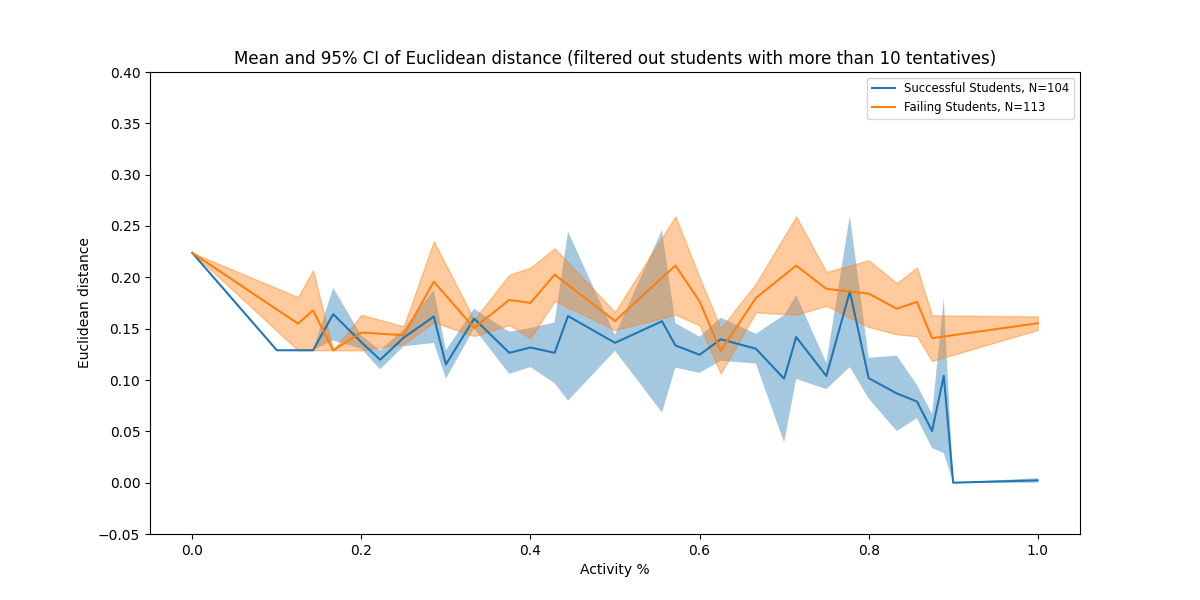 Mean and 95% CI of Euclidean distance (filtered out students with more than 10 tentatives)
Successful Students, N=104
Failing Students, N=113
Euclidean distance
0.40
0.35
0.30
0.25
0.20
0.15
0.10
0.05
0.00
−0.05
0.0 0.2 0.4 0.6 0.8 1.0
Activity %